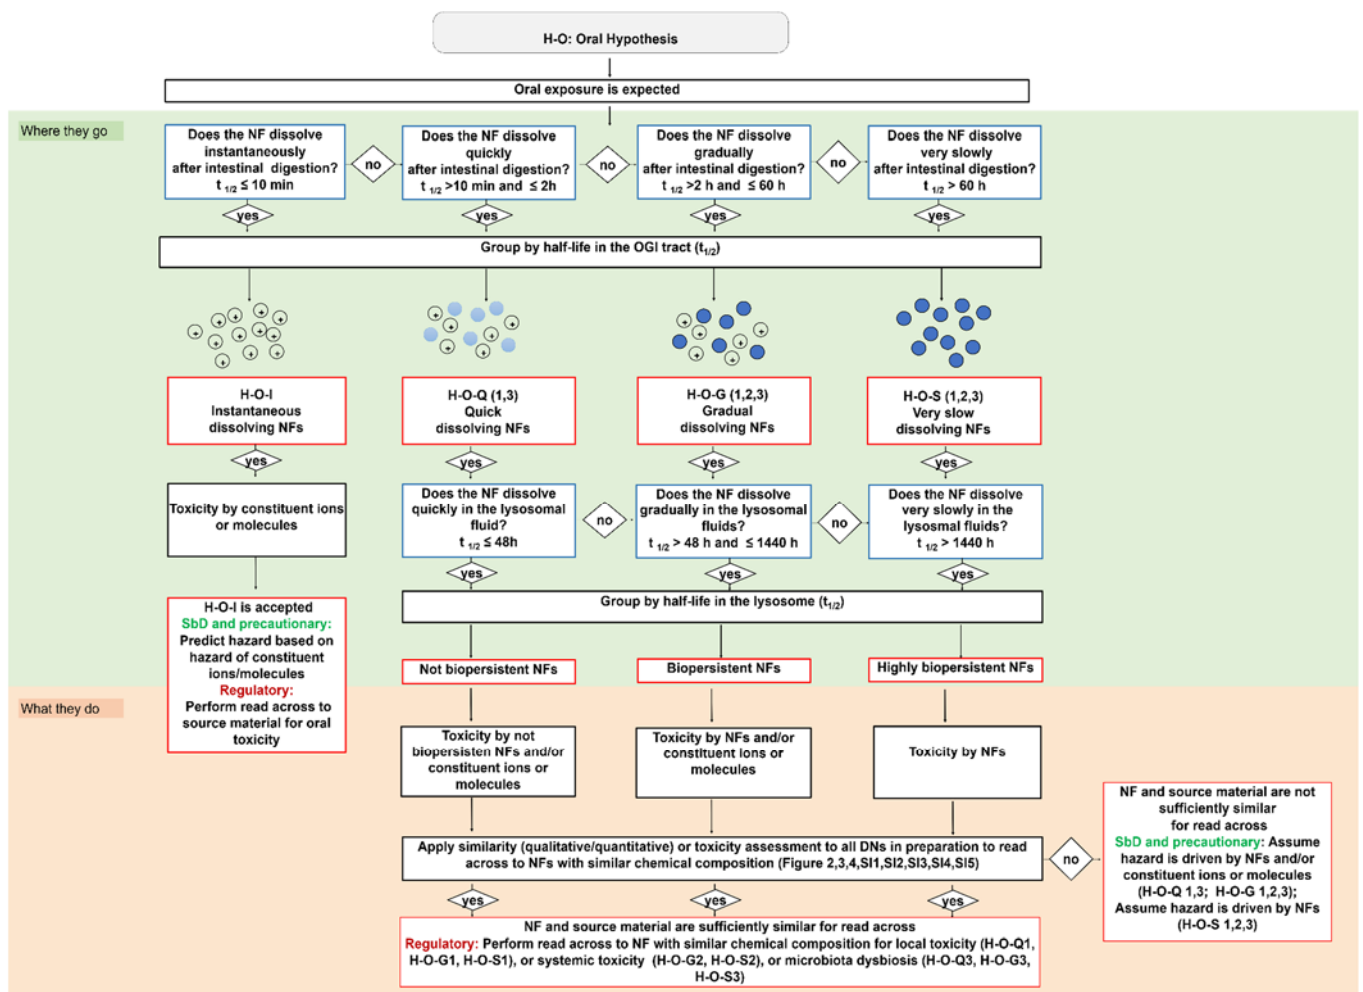 H-O: Oral Hypothesis
Oral exposure is expected
Where they go
Does the NF dissolve
instantaneously
after intestinal digestion?
t 1/2 ≤ 10 min
no
Does the NF dissolve
quickly
after intestinal digestion?
t 1/2 >10 min and ≤ 2h
no
Does the NF dissolve
gradually
after intestinal digestion?
t 1/2 >2 h and ≤ 60 h
no
Does the NF dissolve
very slowly
after intestinal digestion?
t 1/2 > 60 h
yes
yes
yes
yes
Group by half-life in the OGI tract (t1/2)
H-O-I
Instantaneous
dissolving NFs
H-O-Q (1,3)
Quick
dissolving NFs
H-O-G (1,2,3)
Gradual
dissolving NFs
H-O-S (1,2,3)
Very slow
dissolving NFs
yes
yes
yes
yes
Toxicity by constituent ions
or molecules
Does the NF dissolve
quickly in the lysosomal
fluid?
t 1/2 ≤ 48h
no
Does the NF dissolve
gradually in the lysosomal
fluids?
t 1/2 > 48 h and ≤ 1440 h
no
Does the NF dissolve
very slowly in the
lysosmal fluids?
t 1/2 > 1440 h
yes
yes
yes
Group by half-life in the lysosome (t1/2)
H-O-I is accepted
SbD and precautionary:
Predict hazard based on
hazard of constituent
ions/molecules
Regulatory:
Perform read across to
source material for oral
toxicity
Not biopersistent NFs
Biopersistent NFs
Highly biopersistent NFs
What they do
Toxicity by not
biopersisten NFs and/or
constituent ions or
molecules
Toxicity by NFs and/or
constituent ions or
molecules
Toxicity by NFs
Apply similarity (qualitative/quantitative) or toxicity assessment to all DNs in preparation to read
across to NFs with similar chemical composition (Figure 2,3,4,SI1,SI2,SI3,SI4,SI5)
no
NF and source material are not
sufficiently similar
for read across
SbD and precautionary: Assume
hazard is driven by NFs and/or
constituent ions or molecules
(H-O-Q 1,3; H-O-G 1,2,3);
Assume hazard is driven by NFs
(H-O-S 1,2,3)
yes
yes
yes
NF and source material are sufficiently similar for read across
Regulatory: Perform read across to NF with similar chemical composition for local toxicity (H-O-Q1,
H-O-G1, H-O-S1), or systemic toxicity (H-O-G2, H-O-S2), or microbiota dysbiosis (H-O-Q3, H-O-G3,
H-O-S3)